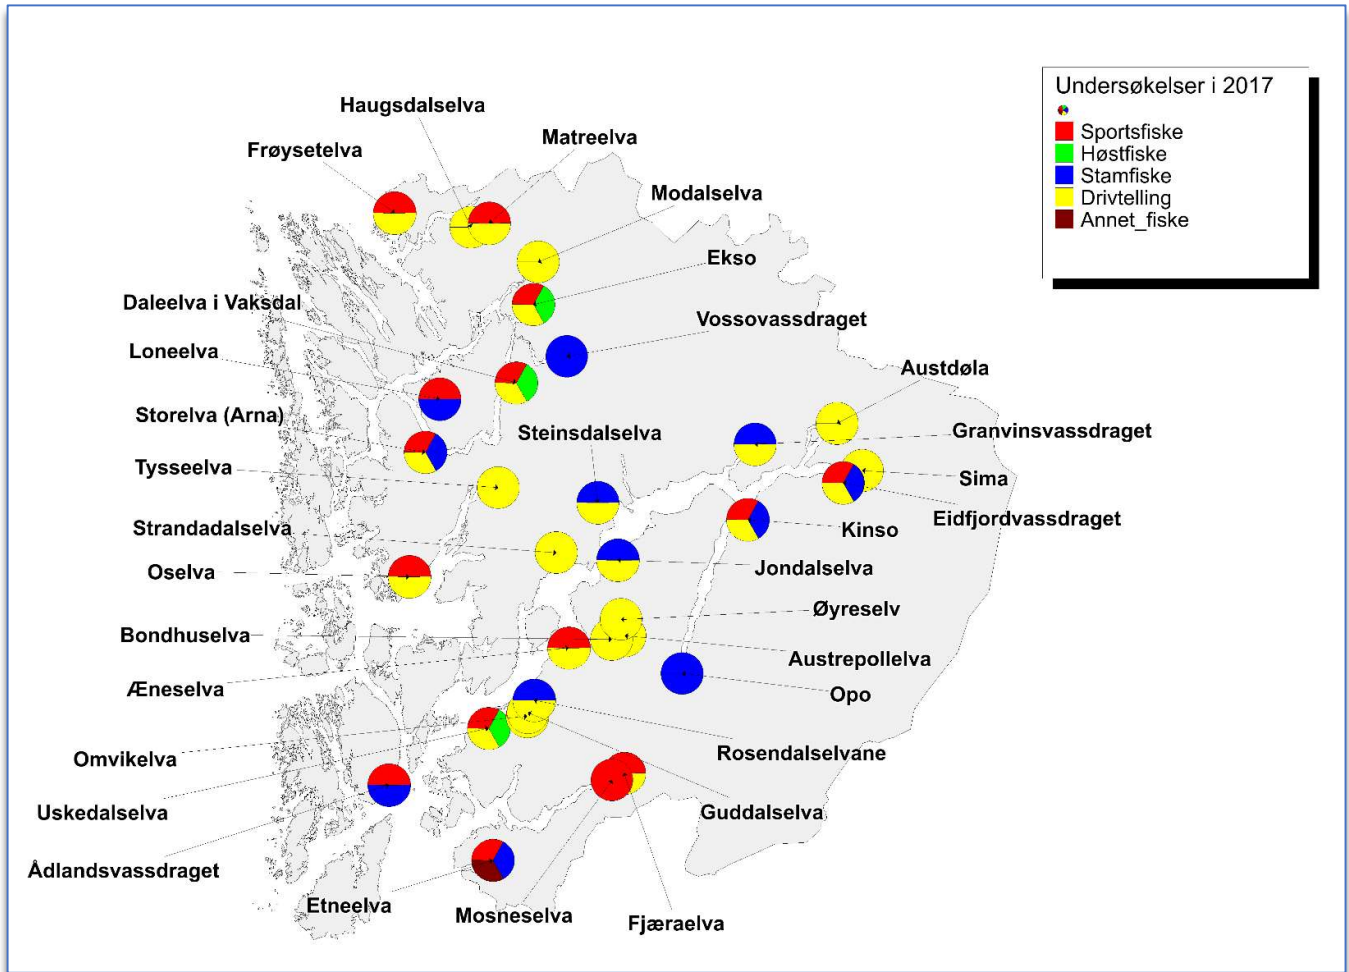 Undersøkelser i 2017
Sportsfiske
Høstfiske
Stamfiske
Drivtelling
Annet_fiske
Haugsdalselva
Matreelva
Frøysetelva
Modalselva
Ekso
Daleelva i Vaksdal
Vossovassdraget
Loneelva
Austdøla
Storelva (Arna)
Steinsdalselva
Granvinsvassdraget
Tysseelva
Sima
Eidfjordvassdraget
Strandadalselva
Kinso
Oselva
Jondalselva
Øyreselv
Bondhuselva
Austrepollelva
Æneselva
Opo
Omvikelva
Rosendalselvane
Uskedalselva
Guddalselva
Ådlandsvassdraget
Etneelva
Mosneselva
Fjæraelva